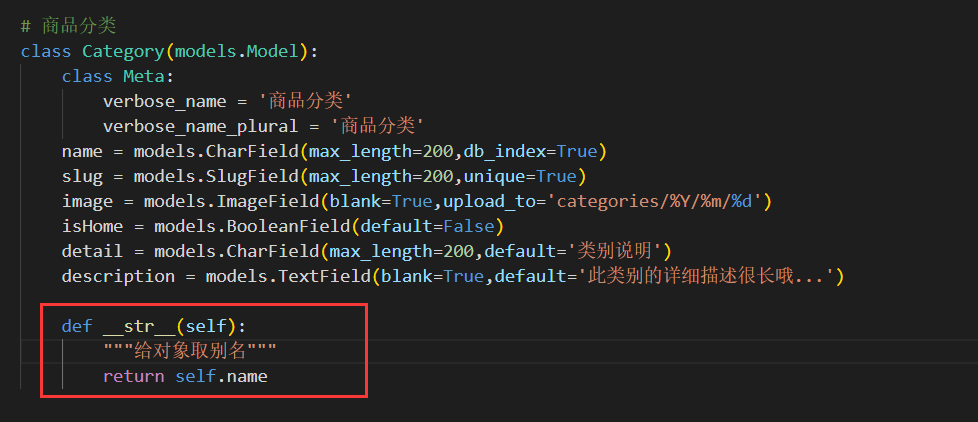 # 商品分类
class Category(models.Model):
    class Meta:
        verbose_name = '商品分类'
        verbose_name_plural = '商品分类'
    name = models.CharField(max_length=200,db_index=True)
    slug = models.SlugField(max_length=200,unique=True)
    image = models.ImageField(blank=True,upload_to='categories/%Y/%m/%d')
    isHome = models.BooleanField(default=False)
    detail = models.CharField(max_length=200,default='类别说明')
    description = models.TextField(blank=True,default='此类别的详细描述很长哦...')
    def __str__(self):
        """给对象取别名"""
        return self.name